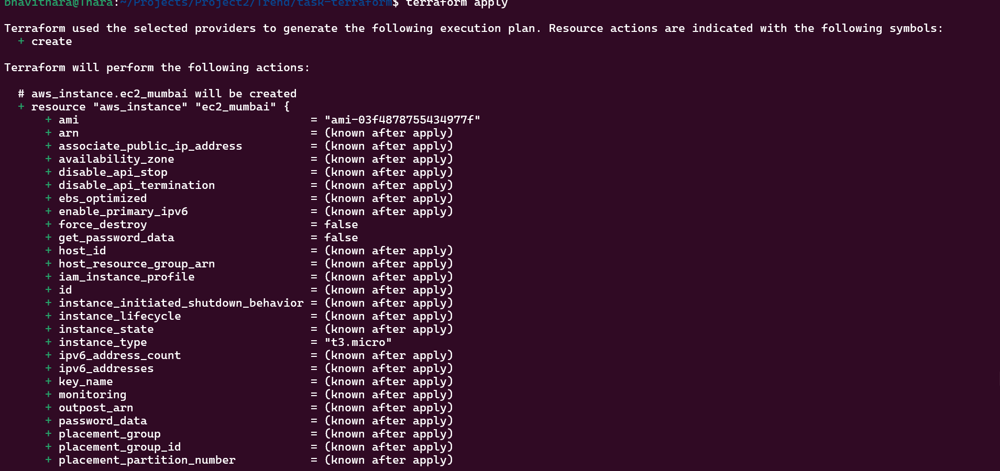 bhavithara@Thara:~/Projects/Project2/Trend/task-terraform$ terraform apply
Terraform used the selected providers to generate the following execution plan. Resource actions are indicated with the following symbols:
+ create
Terraform will perform the following actions:
# aws_instance.ec2_mumbai will be created
+ resource "aws_instance" "ec2_mumbai" {
+ ami = "ami-03f4878755434977f"
+ arn = (known after apply)
+ associate_public_ip_address = (known after apply)
+ availability_zone = (known after apply)
+ disable_api_stop = (known after apply)
+ disable_api_termination = (known after apply)
+ ebs_optimized = (known after apply)
+ enable_primary_ipv6 = (known after apply)
+ force_destroy = false
+ get_password_data = false
+ host_id = (known after apply)
+ host_resource_group_arn = (known after apply)
+ iam_instance_profile = (known after apply)
+ id = (known after apply)
+ instance_initiated_shutdown_behavior = (known after apply)
+ instance_lifecycle = (known after apply)
+ instance_state = (known after apply)
+ instance_type = "t3.micro"
+ ipv6_address_count = (known after apply)
+ ipv6_addresses = (known after apply)
+ key_name = (known after apply)
+ monitoring = (known after apply)
+ outpost_arn = (known after apply)
+ password_data = (known after apply)
+ placement_group = (known after apply)
+ placement_group_id = (known after apply)
+ placement_partition_number = (known after apply)